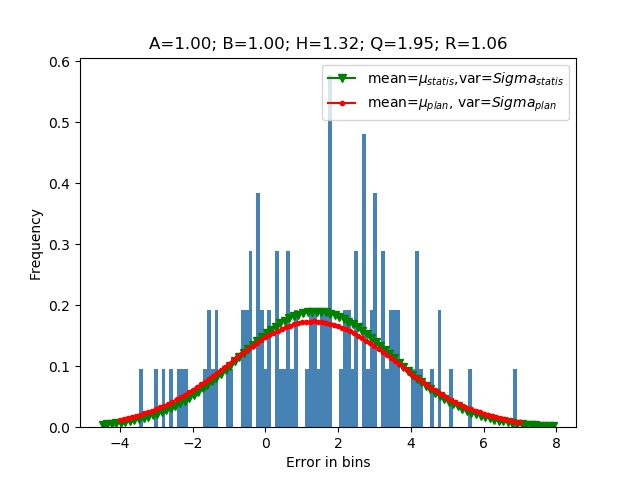 A=1.00; B=1.00; H=1.32; Q=1.95; R=1.06
mean=μstatis,var=Sigmastatis
mean=μplan, var=Sigmaplan
0.6
0.5
0.4
0.3
0.2
0.1
0.0
Frequency
−4 −2 0 2 4 6 8
Error in bins